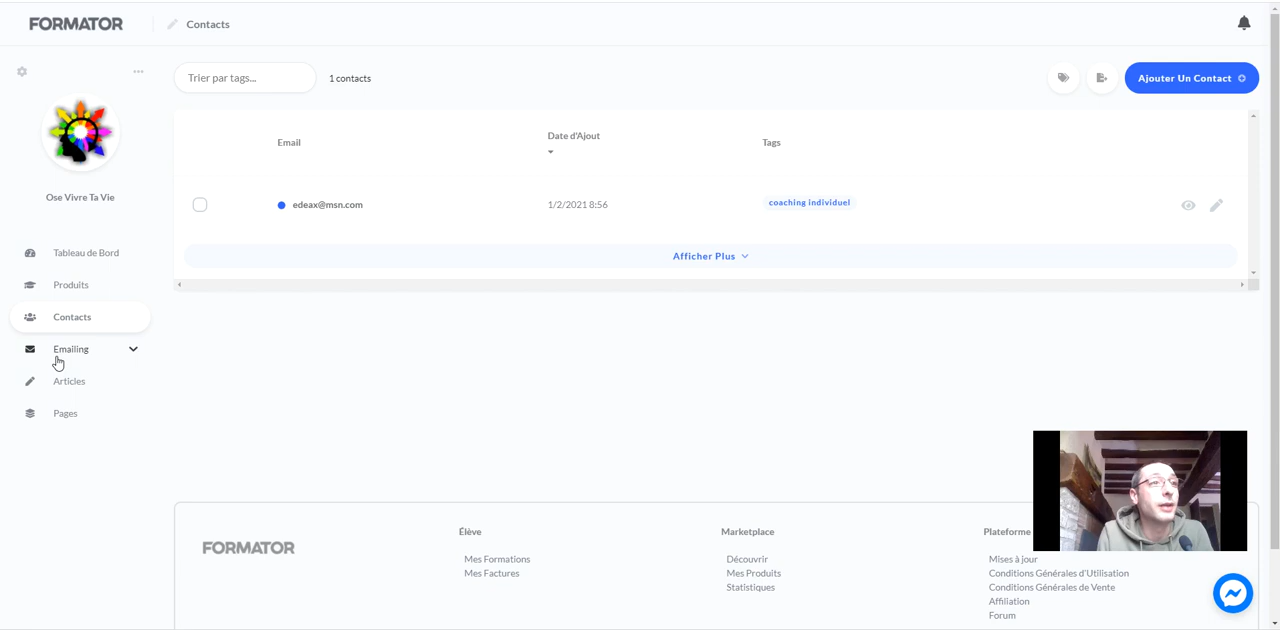 FORMATOR
Contacts
Trier par tags...
1 contacts
Ajouter Un Contact
Email
Date d'Ajout
Tags
edeax@msn.com
1/2/2021 8:56
coaching individuel
Afficher Plus
Ose Vivre Ta Vie
Tableau de Bord
Produits
Contacts
Emailing
Articles
Pages
FORMATOR
Élève
Mes Formations
Mes Factures
Marketplace
Découvrir
Mes Produits
Statistiques
Plateforme
Mises à jour
Conditions Générales d'Utilisation
Conditions Générales de Vente
Affiliation
Forum